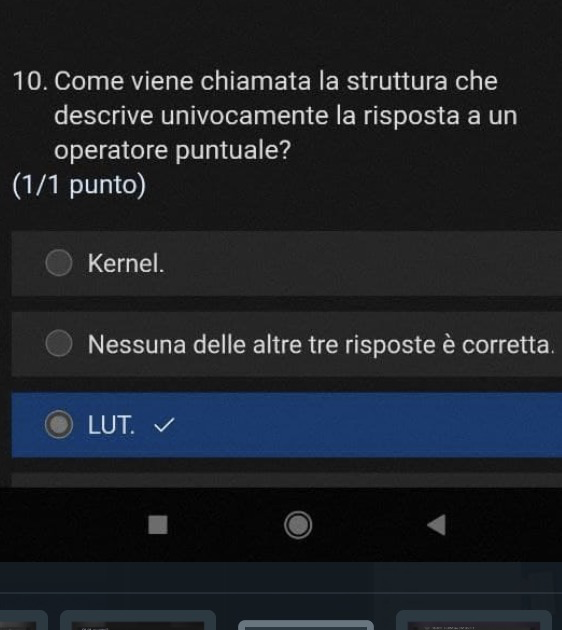 10. Come viene chiamata la struttura che
descrive univocamente la risposta a un
operatore puntuale?
(1/1 punto)
Kernel.
Nessuna delle altre tre risposte è corretta.
LUT.